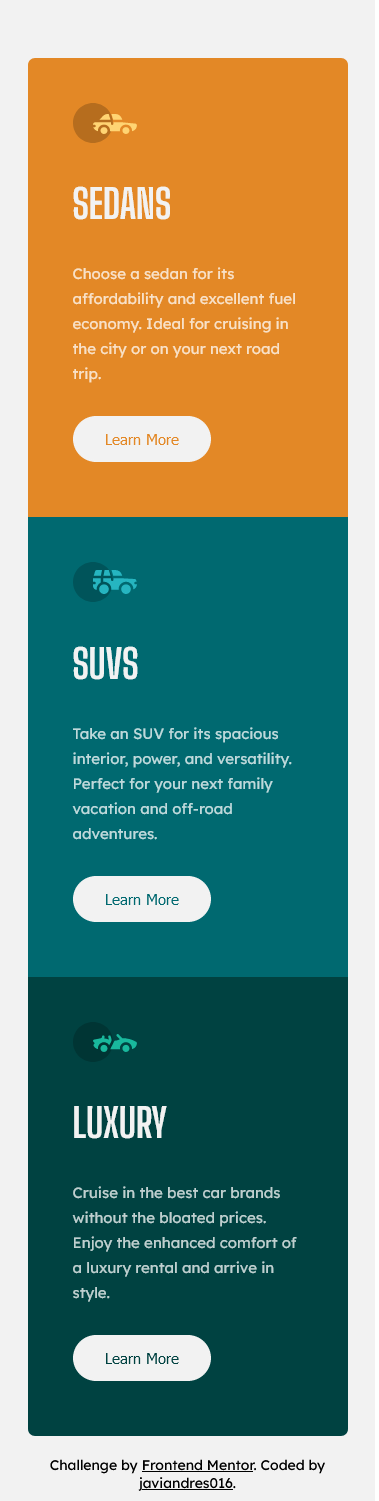 SEDANS
Choose a sedan for its
affordability and excellent fuel
economy. Ideal for cruising in
the city or on your next road
trip.
Learn More
SUVS
Take an SUV for its spacious
interior, power, and versatility.
Perfect for your next family
vacation and off-road
adventures.
Learn More
LUXURY
Cruise in the best car brands
without the bloated prices.
Enjoy the enhanced comfort of
a luxury rental and arrive in
style.
Learn More
Challenge by Frontend Mentor. Coded by
javiandres016.